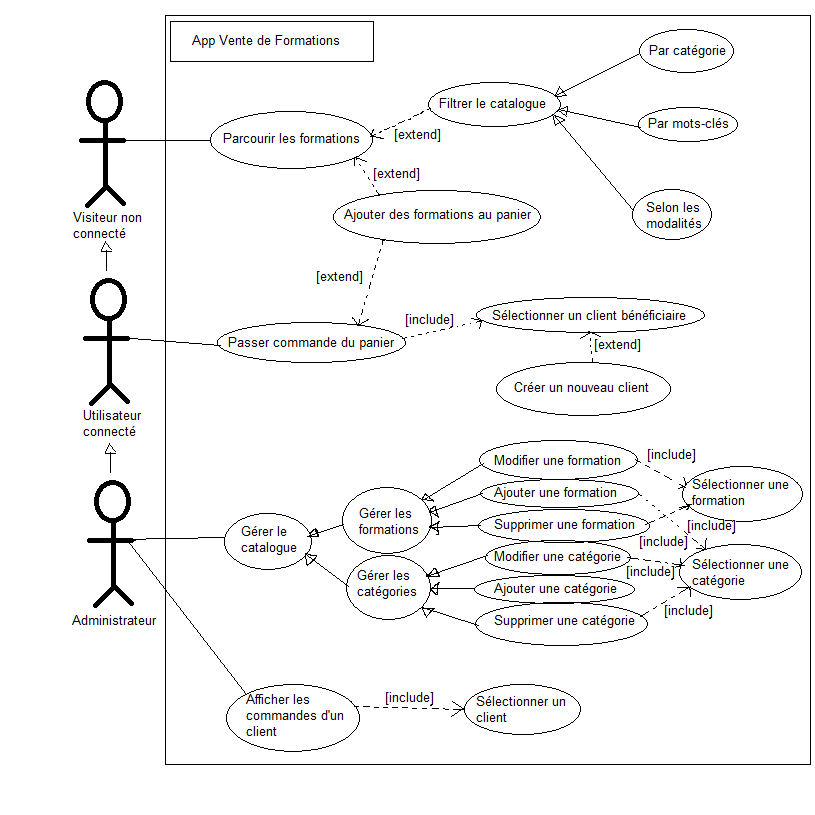 App Vente de Formations
Par catégorie
Filtrer le catalogue
Par mots-clés
[extend]
Parcourir les formations
[extend]
Selon les
modalités
Ajouter des formations au panier
Visiteur non
connecté
[extend]
[include]
Sélectionner un client bénéficiaire
Passer commande du panier
[extend]
Créer un nouveau client
Utilisateur
connecté
Modifier une formation
[include]
Sélectionner une
formation
Ajouter une formation
Gérer les
formations
Supprimer une formation
[include]
Gérer le
catalogue
[include]
Modifier une catégorie
Sélectionner une
catégorie
[include]
Gérer les
catégories
Ajouter une catégorie
[include]
Supprimer une catégorie
Administrateur
Afficher les
commandes d'un
client
[include]
Sélectionner un
client